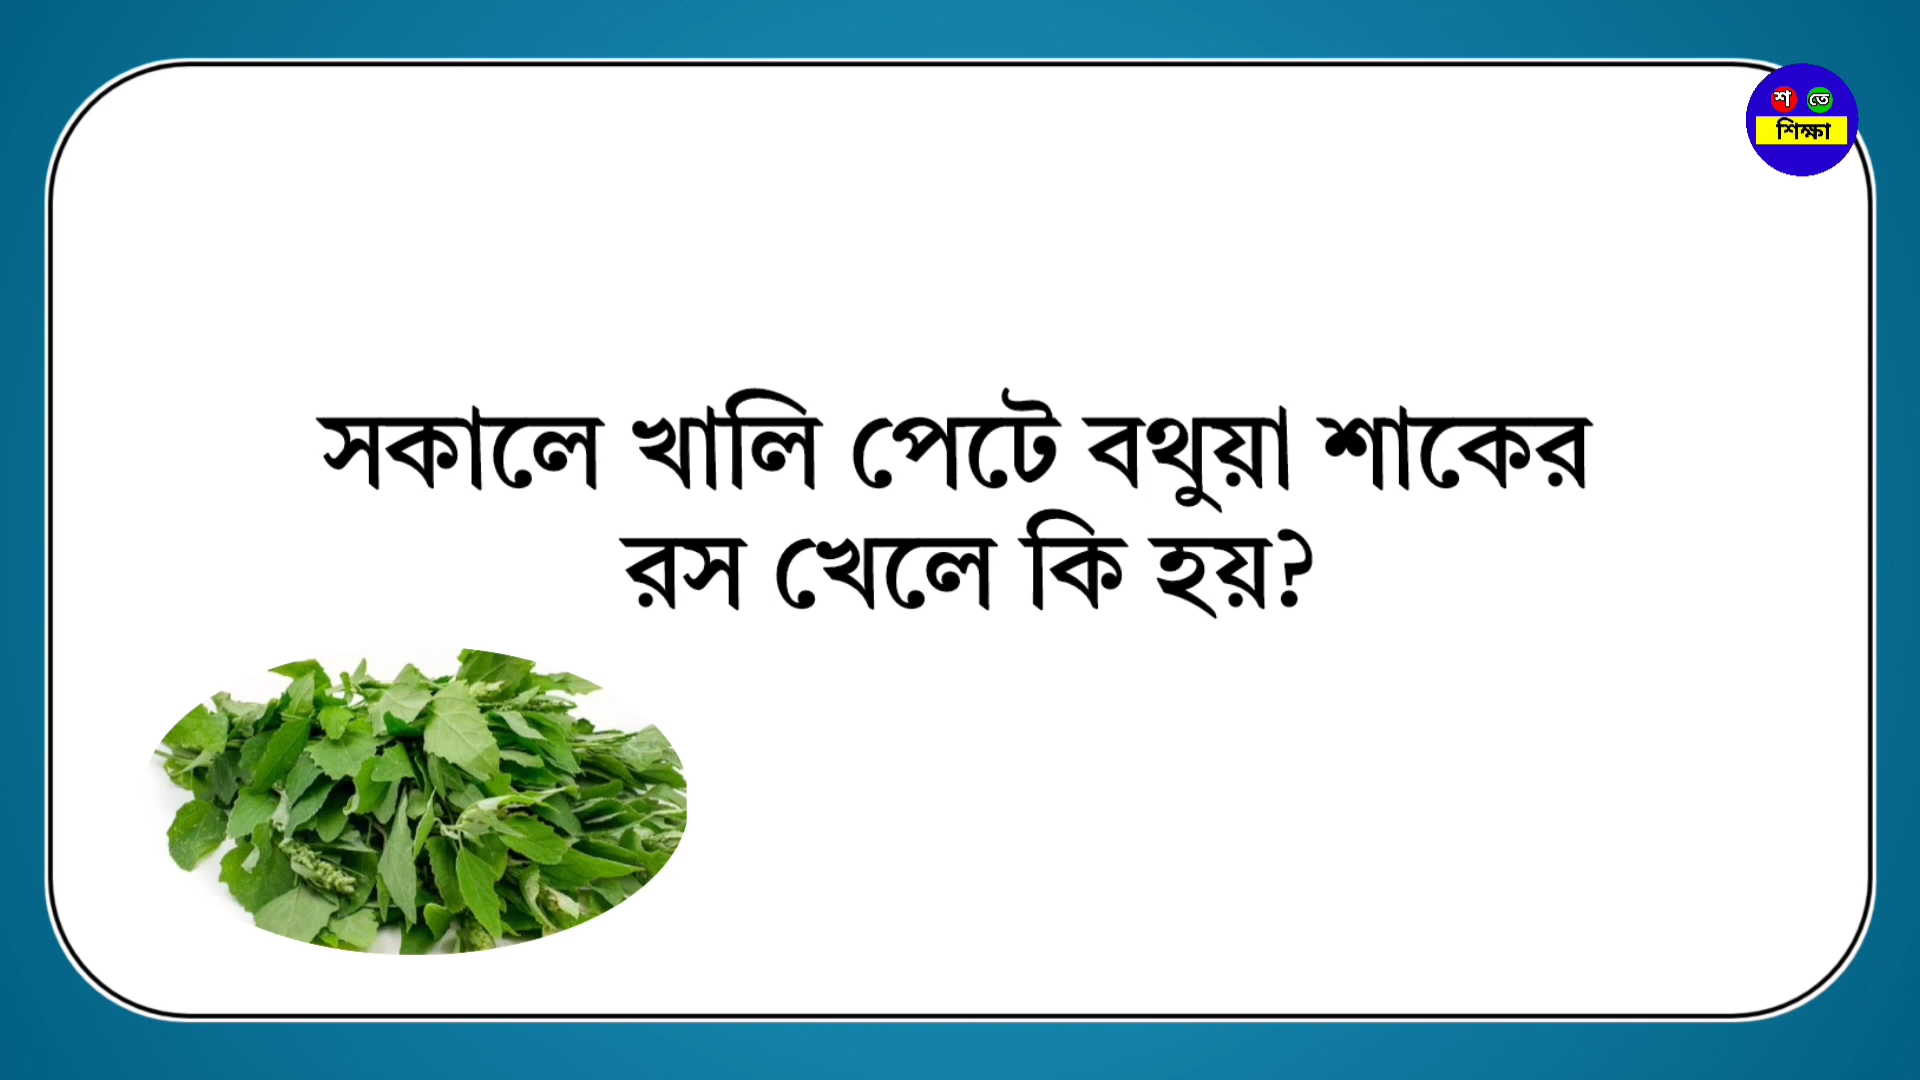 শ তে
শিক্ষা
সকালে খালি পেটে বথুয়া শাকের
রস খেলে কি হয়?